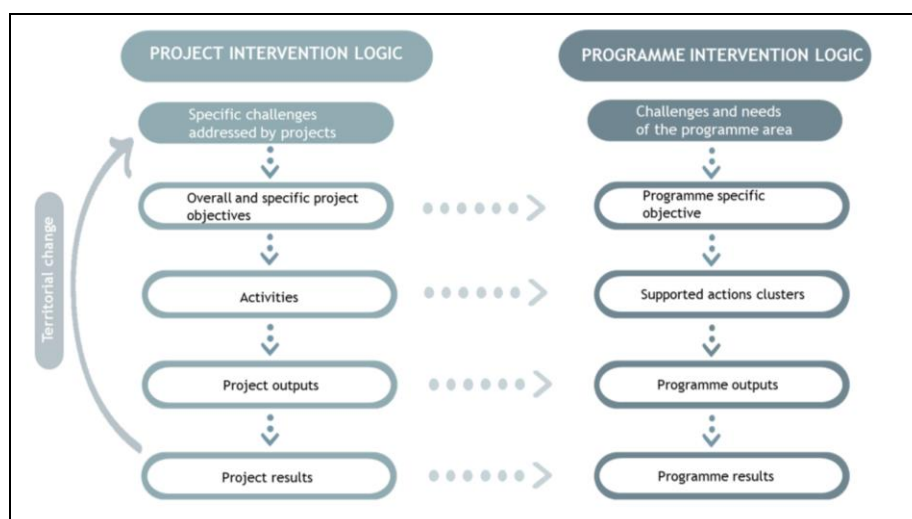 PROJECT INTERVENTION LOGIC
PROGRAMME INTERVENTION LOGIC
Specific challenges
addressed by projects
Challenges and needs
of the programme area
Overall and specific project
objectives
Programme specific
objective
Territorial change
Activities
Supported actions clusters
Project outputs
Programme outputs
Project results
Programme results